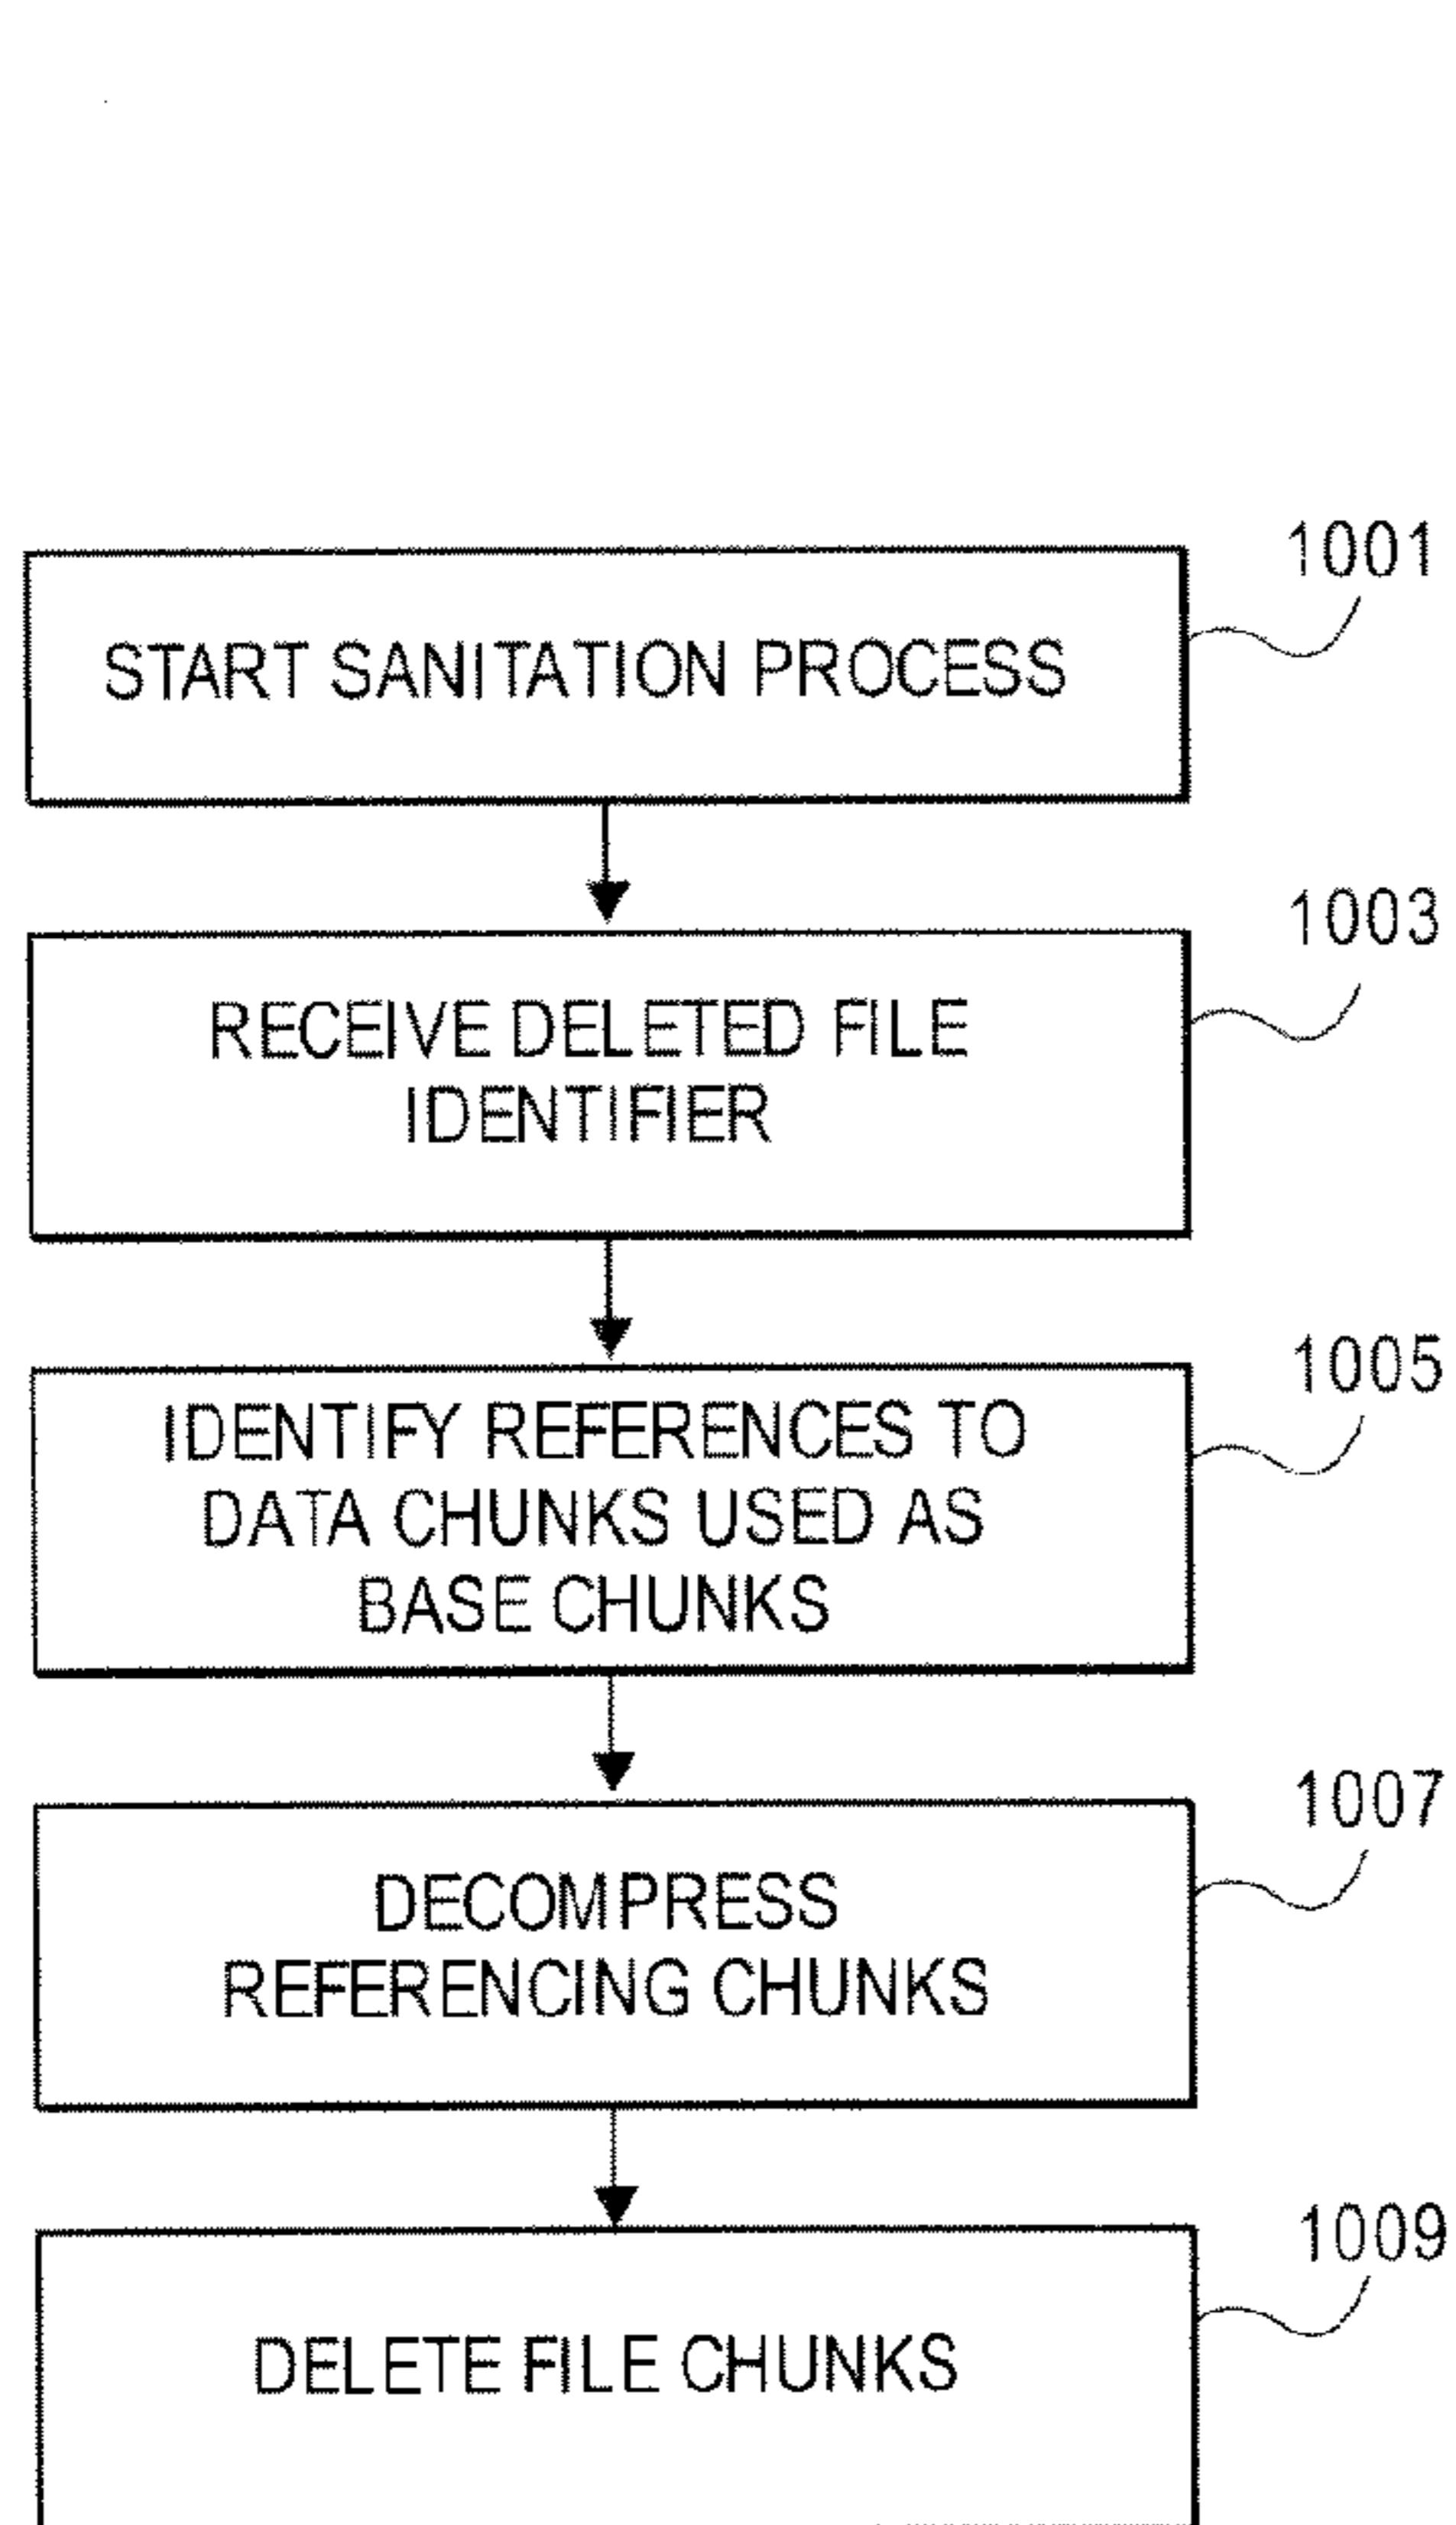 1001
START SANITATION PROCESS
1003
RECEIVE DELETED FILE
IDENTIFIER
1005
IDENTIFY REFERENCES TO
DATA CHUNKS USED AS
BASE CHUNKS
1007
DECOMPRESS
REFERENCING CHUNKS
1009
DELETE FILE CHUNKS